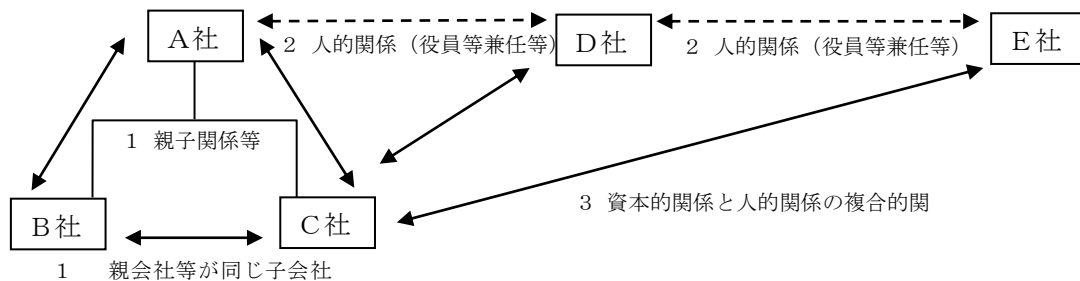 A社
D社
E社
2 人的関係（役員等兼任等）
2 人的関係（役員等兼任等）
1 親子関係等
B社
C社
3 資本的関係と人的関係の複合的関
1 親会社等が同じ子会社